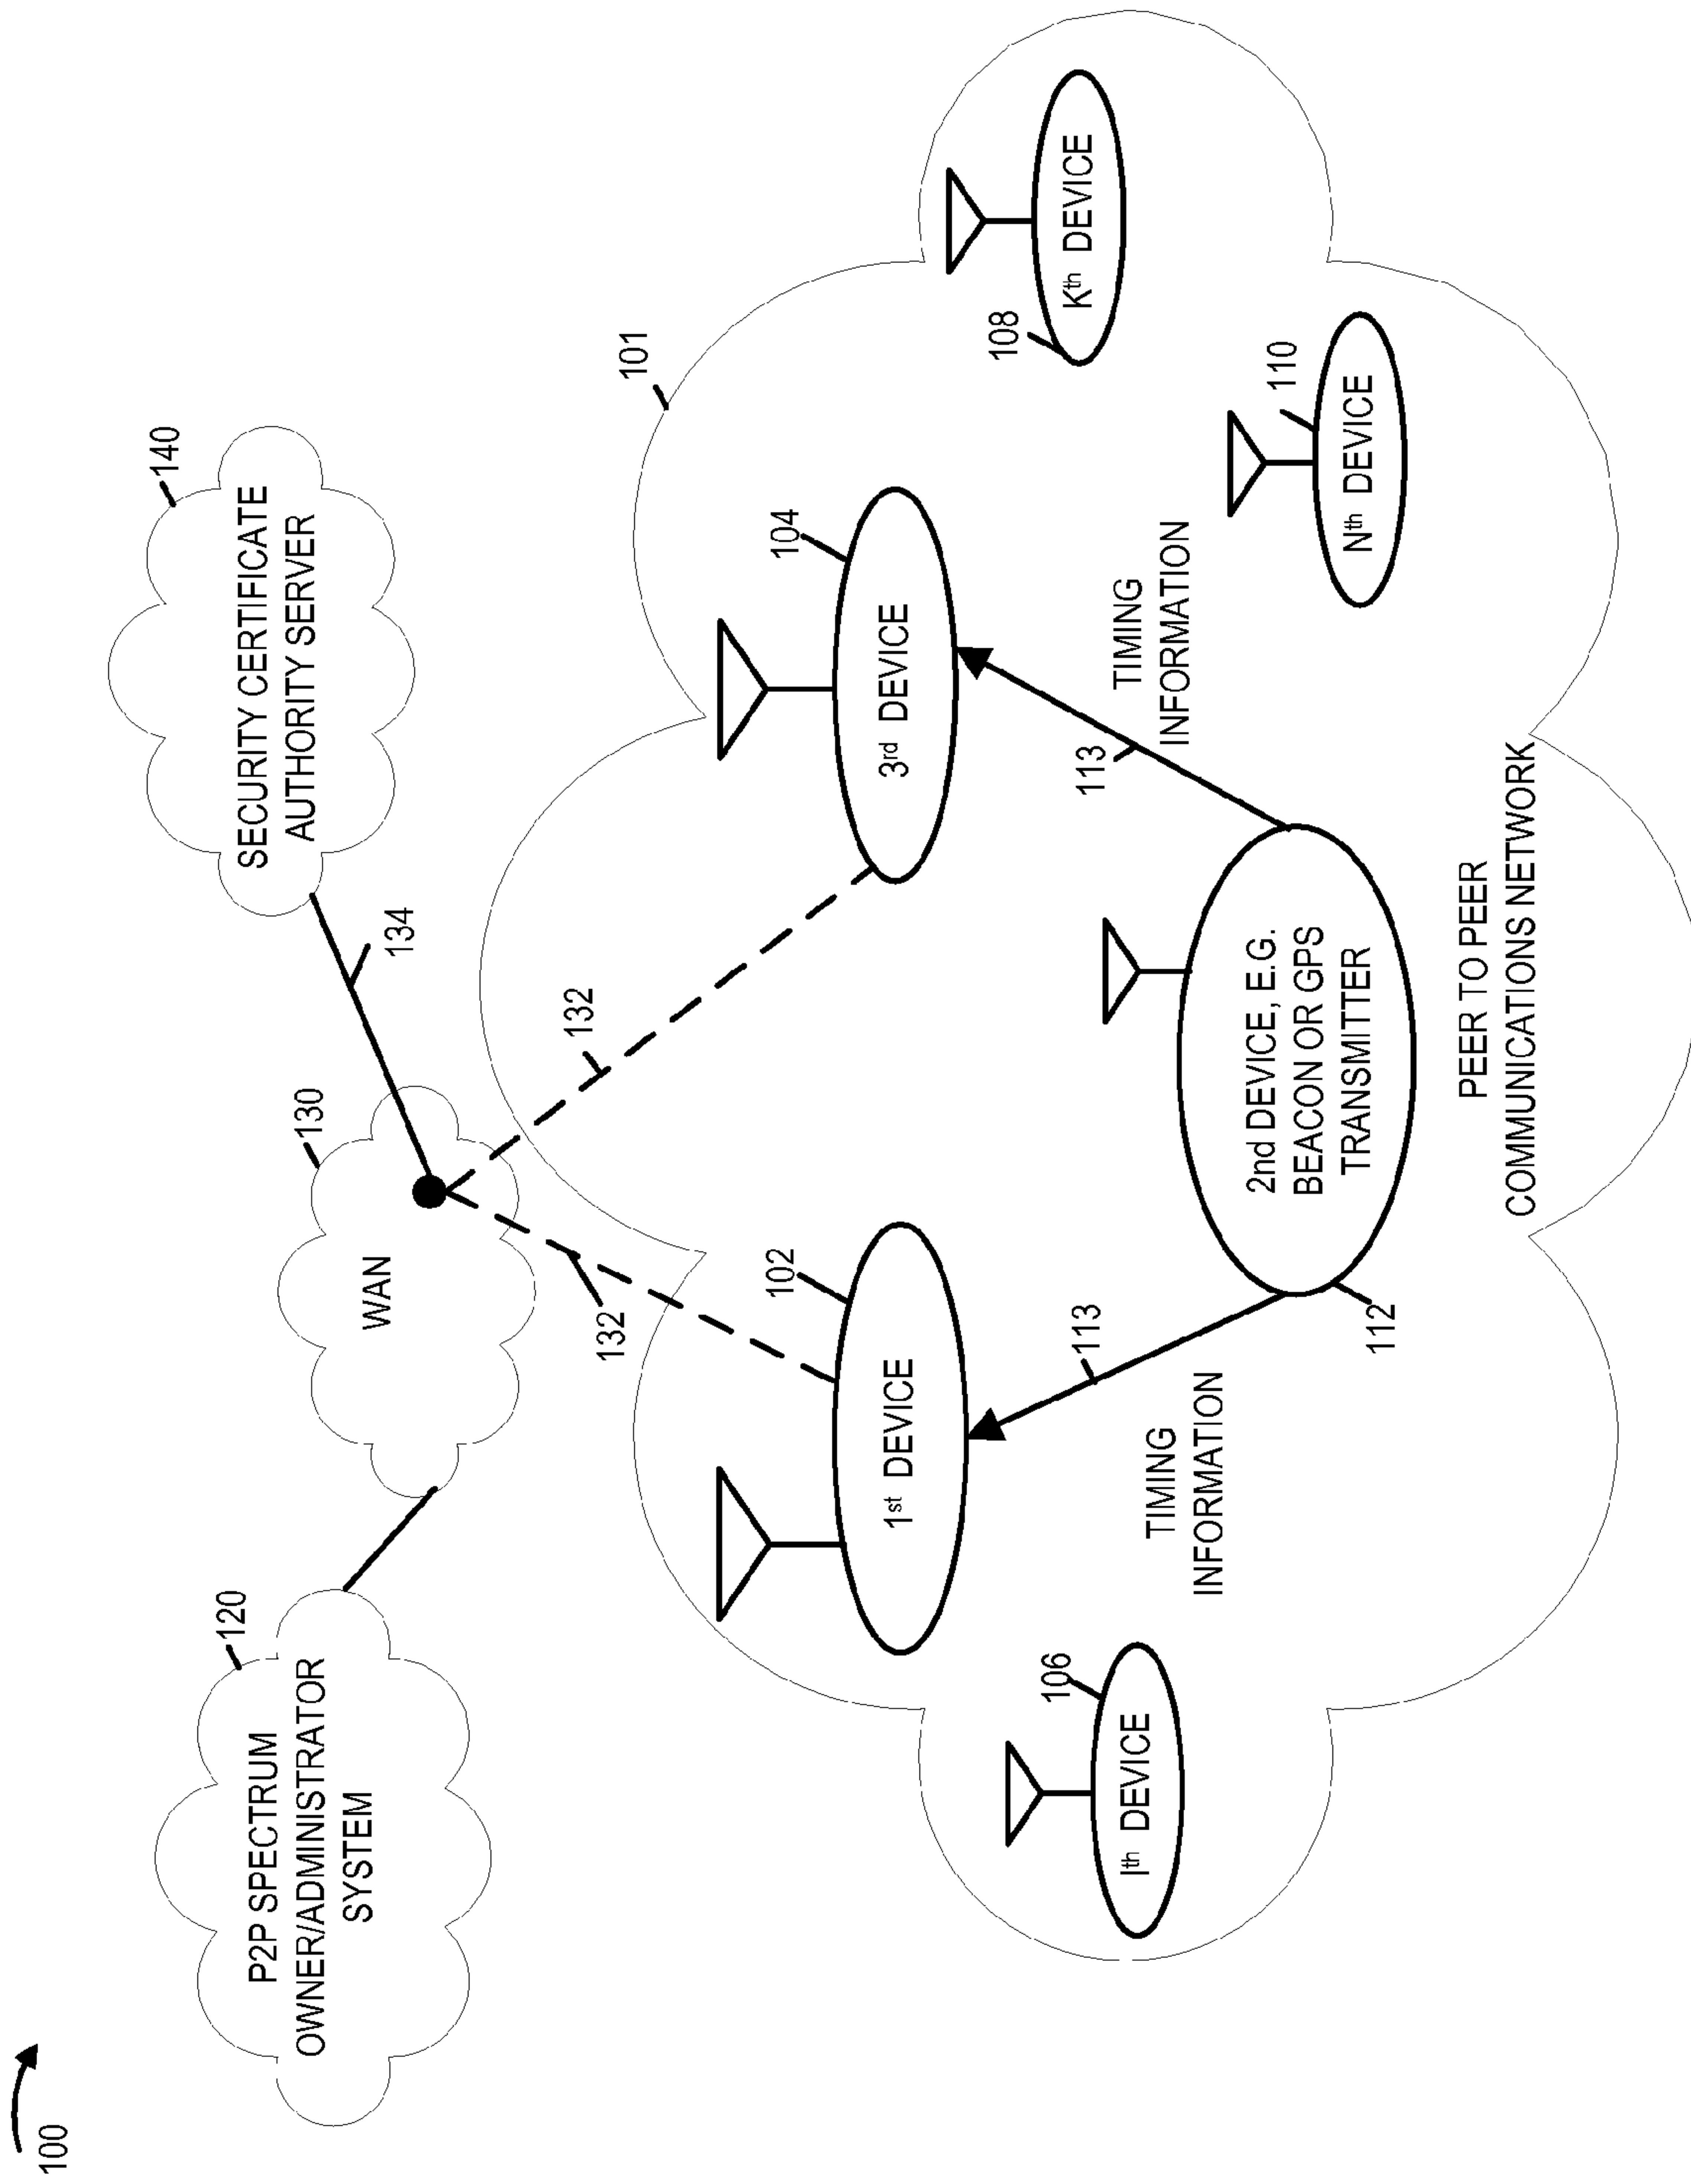 100
P2P SPECTRUM
OWNER/ADMINISTRATOR
SYSTEM
120
WAN
130
SECURITY CERTIFICATE
AUTHORITY SERVER
140
134
132
132
101
1st DEVICE
102
3rd DEVICE
104
Ith DEVICE
106
Kth DEVICE
108
Nth DEVICE
110
TIMING
INFORMATION
113
2nd DEVICE, E.G.
BEACON OR GPS
TRANSMITTER
112
113
TIMING
INFORMATION
PEER TO PEER
COMMUNICATIONS NETWORK